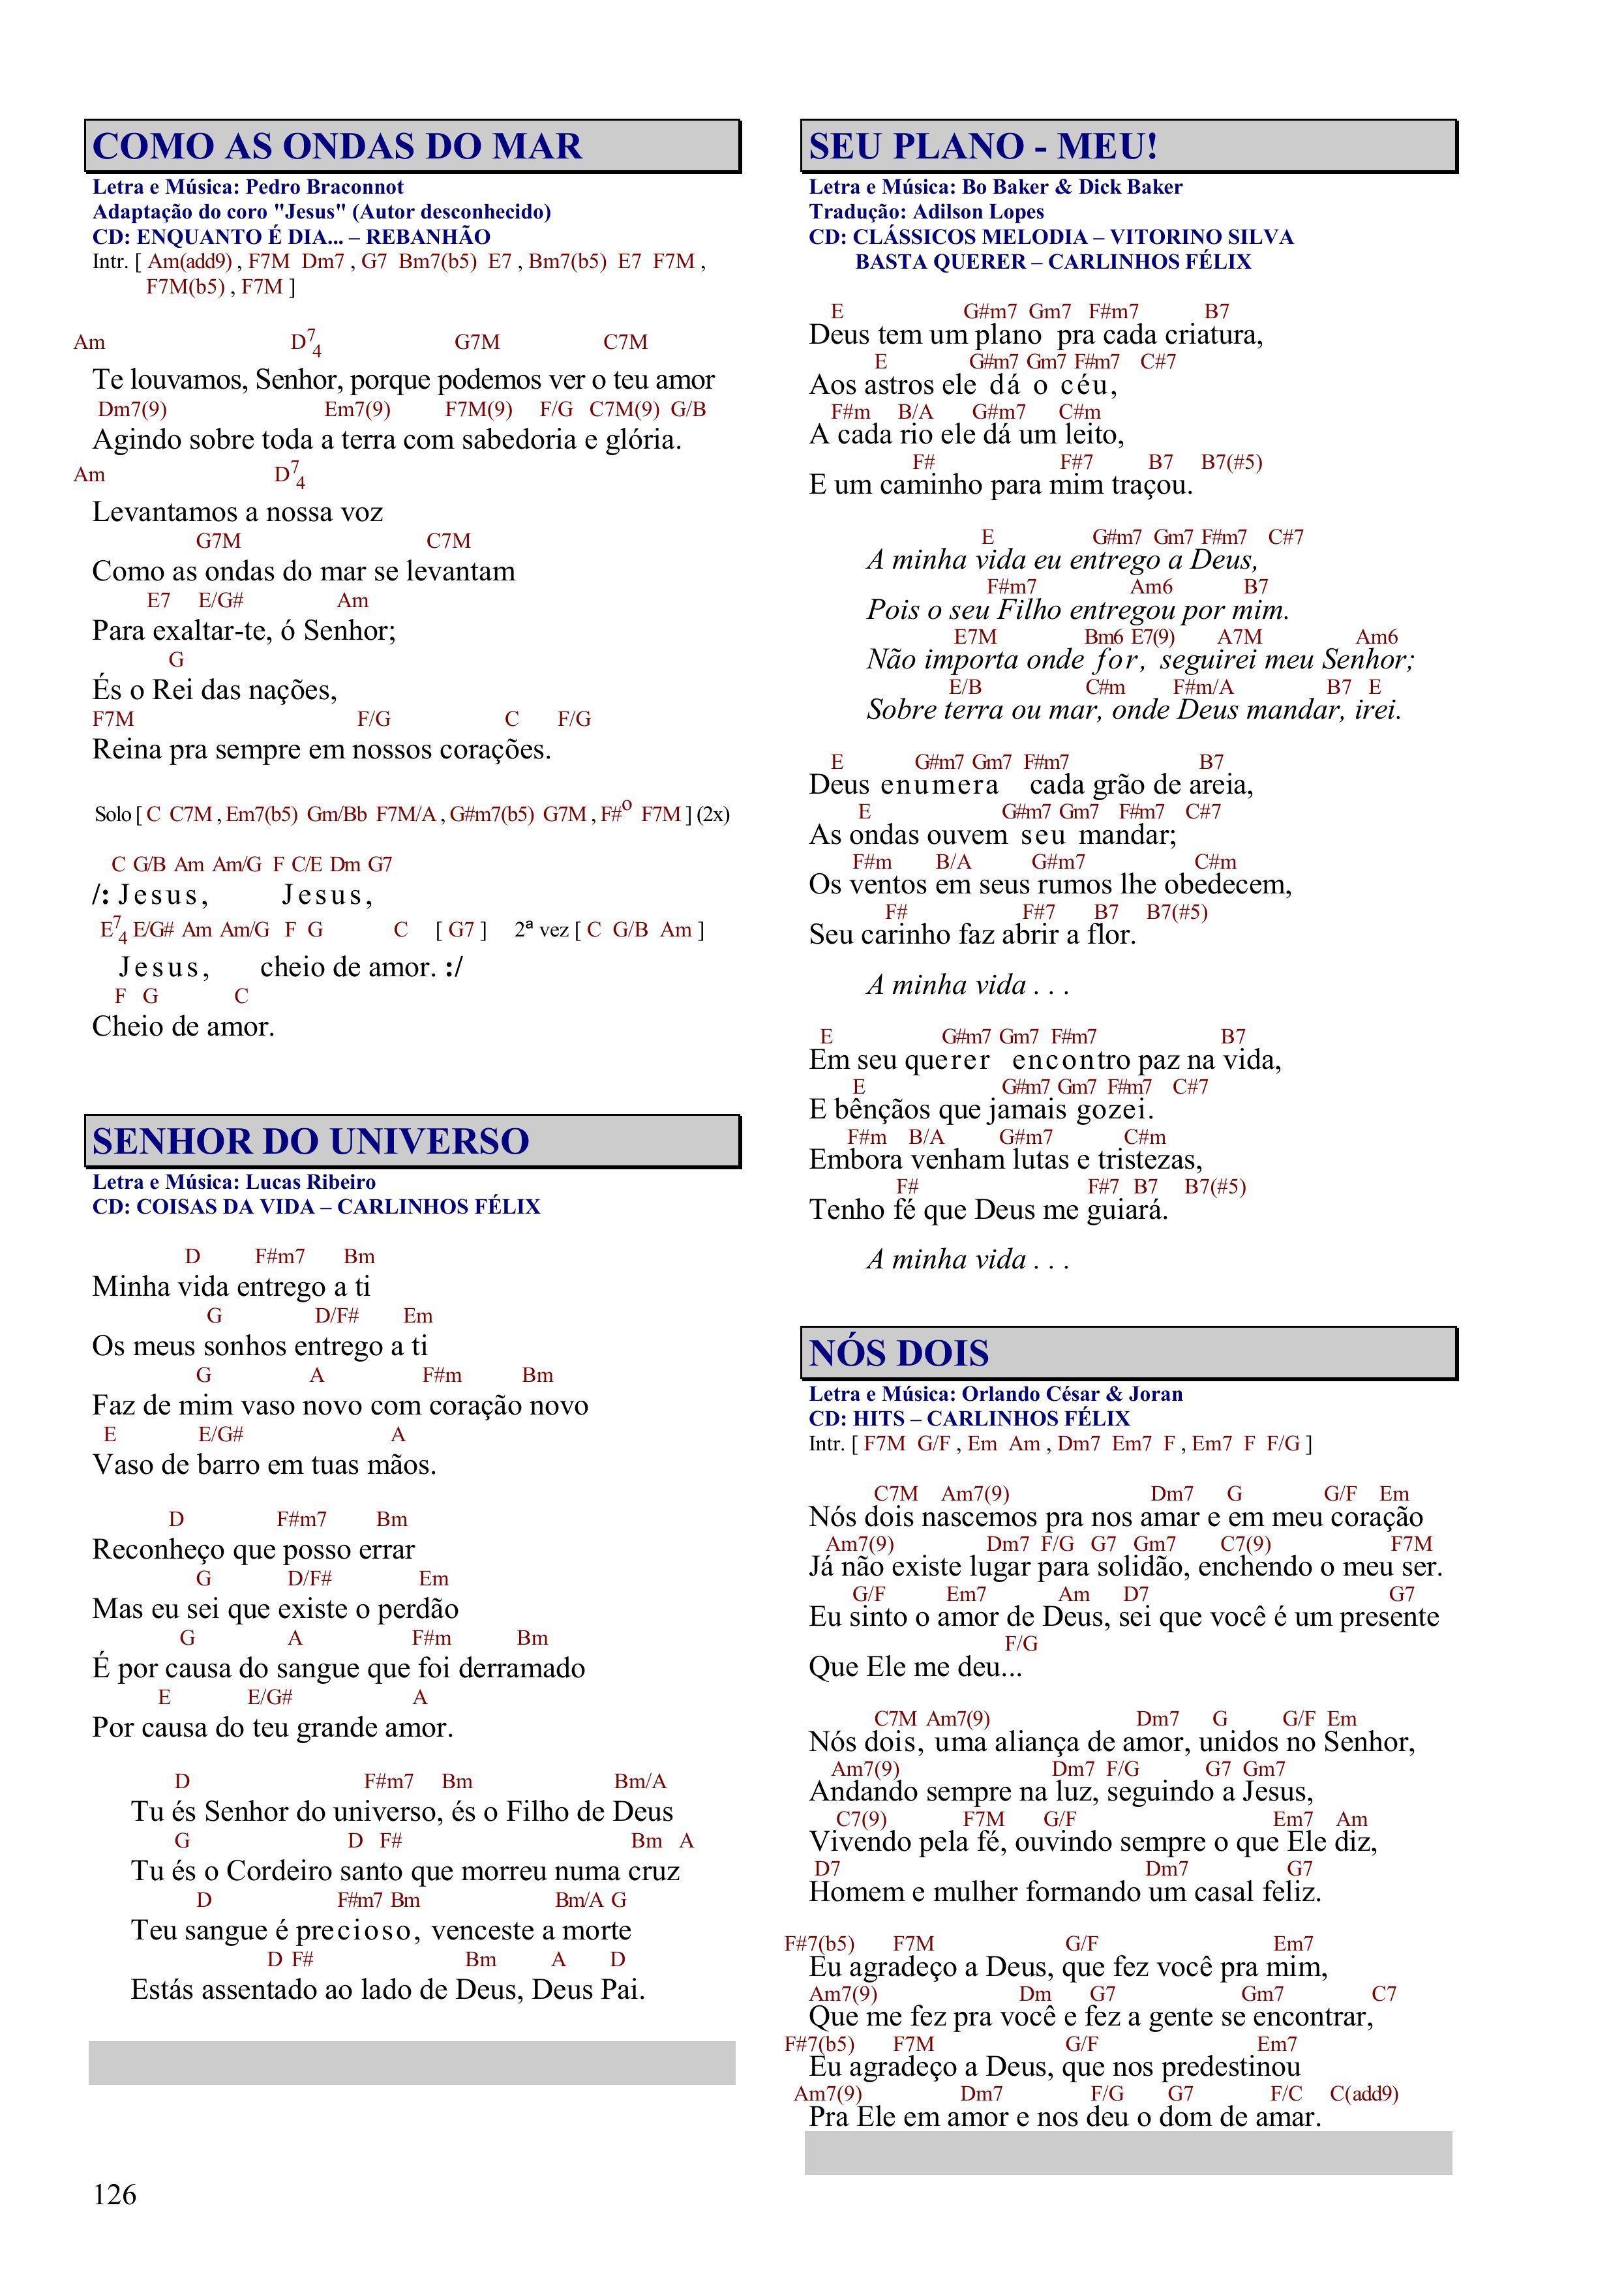 COMO AS ONDAS DO MAR
Letra e Música: Pedro Braconnot
Adaptação do coro "Jesus" (Autor desconhecido)
CD: ENQUANTO É DIA... – REBANHÃO
Intr. [ Am(add9) , F7M Dm7 , G7 Bm7(b5) E7 , Bm7(b5) E7 F7M ,
F7M(b5) , F7M ]
Am D74 G7M C7M
Te louvamos, Senhor, porque podemos ver o teu amor
Dm7(9) Em7(9) F7M(9) F/G C7M(9) G/B
Agindo sobre toda a terra com sabedoria e glória.
Am D74
Levantamos a nossa voz
G7M C7M
Como as ondas do mar se levantam
E7 E/G# Am
Para exaltar-te, ó Senhor;
G
És o Rei das nações,
F7M F/G C F/G
Reina pra sempre em nossos corações.
Solo [ C C7M , Em7(b5) Gm/Bb F7M/A , G#m7(b5) G7M , F#º F7M ] (2x)
C G/B Am Am/G F C/E Dm G7
/: Jesus, Jesus,
E74 E/G# Am Am/G F G C [ G7 ] 2ª vez [ C G/B Am ]
Jesus, cheio de amor. :/
F G C
Cheio de amor.
SENHOR DO UNIVERSO
Letra e Música: Lucas Ribeiro
CD: COISAS DA VIDA – CARLINHOS FÉLIX
D F#m7 Bm
Minha vida entrego a ti
G D/F# Em
Os meus sonhos entrego a ti
G A F#m Bm
Faz de mim vaso novo com coração novo
E E/G# A
Vaso de barro em tuas mãos.
D F#m7 Bm
Reconheço que posso errar
G D/F# Em
Mas eu sei que existe o perdão
G A F#m Bm
É por causa do sangue que foi derramado
E E/G# A
Por causa do teu grande amor.
D F#m7 Bm Bm/A
Tu és Senhor do universo, és o Filho de Deus
G D F# Bm A
Tu és o Cordeiro santo que morreu numa cruz
D F#m7 Bm Bm/A G
Teu sangue é precioso, venceste a morte
D F# Bm A D
Estás assentado ao lado de Deus, Deus Pai.
126
SEU PLANO - MEU!
Letra e Música: Bo Baker & Dick Baker
Tradução: Adilson Lopes
CD: CLÁSSICOS MELODIA – VITORINO SILVA
BASTA QUERER – CARLINHOS FÉLIX
E G#m7 Gm7 F#m7 B7
Deus tem um plano pra cada criatura,
E G#m7 Gm7 F#m7 C#7
Aos astros ele dá o céu,
F#m B/A G#m7 C#m
A cada rio ele dá um leito,
F# F#7 B7 B7(#5)
E um caminho para mim traçou.
E G#m7 Gm7 F#m7 C#7
A minha vida eu entrego a Deus,
F#m7 Am6 B7
Pois o seu Filho entregou por mim.
E7M Bm6 E7(9) A7M Am6
Não importa onde for, seguirei meu Senhor;
E/B C#m F#m/A B7 E
Sobre terra ou mar, onde Deus mandar, irei.
E G#m7 Gm7 F#m7 B7
Deus enumera cada grão de areia,
E G#m7 Gm7 F#m7 C#7
As ondas ouvem seu mandar;
F#m B/A G#m7 C#m
Os ventos em seus rumos lhe obedecem,
F# F#7 B7 B7(#5)
Seu carinho faz abrir a flor.
A minha vida . . .
E G#m7 Gm7 F#m7 B7
Em seu querer encontro paz na vida,
E G#m7 Gm7 F#m7 C#7
E bênçãos que jamais gozei.
F#m B/A G#m7 C#m
Embora venham lutas e tristezas,
F# F#7 B7 B7(#5)
Tenho fé que Deus me guiará.
A minha vida . . .
NÓS DOIS
Letra e Música: Orlando César & Joran
CD: HITS – CARLINHOS FÉLIX
Intr. [ F7M G/F , Em Am , Dm7 Em7 F , Em7 F F/G ]
C7M Am7(9) Dm7 G G/F Em
Nós dois nascemos pra nos amar e em meu coração
Am7(9) Dm7 F/G G7 Gm7 C7(9) F7M
Já não existe lugar para solidão, enchendo o meu ser.
G/F Em7 Am D7 G7
Eu sinto o amor de Deus, sei que você é um presente
F/G
Que Ele me deu...
C7M Am7(9) Dm7 G G/F Em
Nós dois, uma aliança de amor, unidos no Senhor,
Am7(9) Dm7 F/G G7 Gm7
Andando sempre na luz, seguindo a Jesus,
C7(9) F7M G/F Em7 Am
Vivendo pela fé, ouvindo sempre o que Ele diz,
D7 Dm7 G7
Homem e mulher formando um casal feliz.
F#7(b5) F7M G/F Em7
Eu agradeço a Deus, que fez você pra mim,
Am7(9) Dm G7 Gm7 C7
Que me fez pra você e fez a gente se encontrar,
F#7(b5) F7M G/F Em7
Eu agradeço a Deus, que nos predestinou
Am7(9) Dm7 F/G G7 F/C C(add9)
Pra Ele em amor e nos deu o dom de amar.